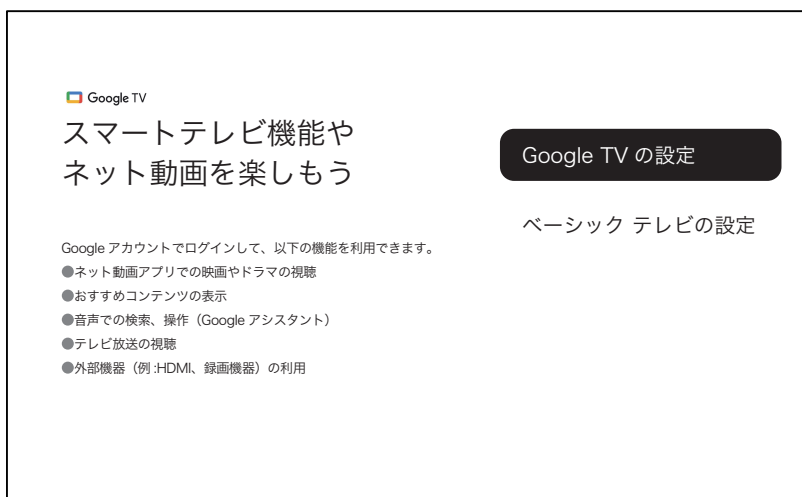 Google TV
スマートテレビ機能や
ネット動画を楽しもう
Google アカウントでログインして、以下の機能を利用できます。
●ネット動画アプリでの映画やドラマの視聴
●おすすめコンテンツの表示
●音声での検索、操作（Google アシスタント）
●テレビ放送の視聴
●外部機器（例:HDMI、録画機器）の利用
Google TV の設定
ベーシック テレビの設定